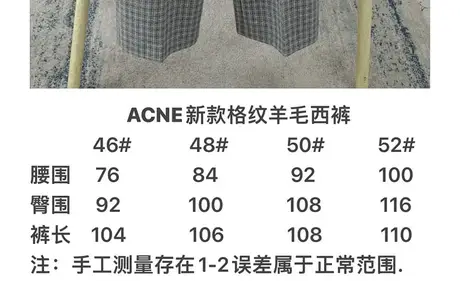 ACNE新款格纹羊毛西裤
46# 48# 50# 52#
腰围 76 84 92 100
臀围 92 100 108 116
裤长 104 106 108 110
注：手工测量存在1-2误差属于正常范围.